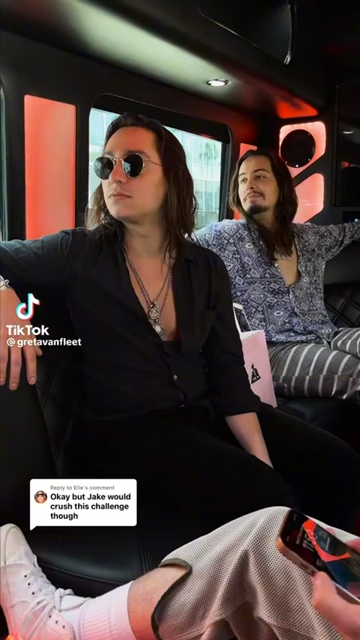 TikTok
@gretavanfleet
Reply to Elle's comment
Okay but Jake would
crush this challenge
though